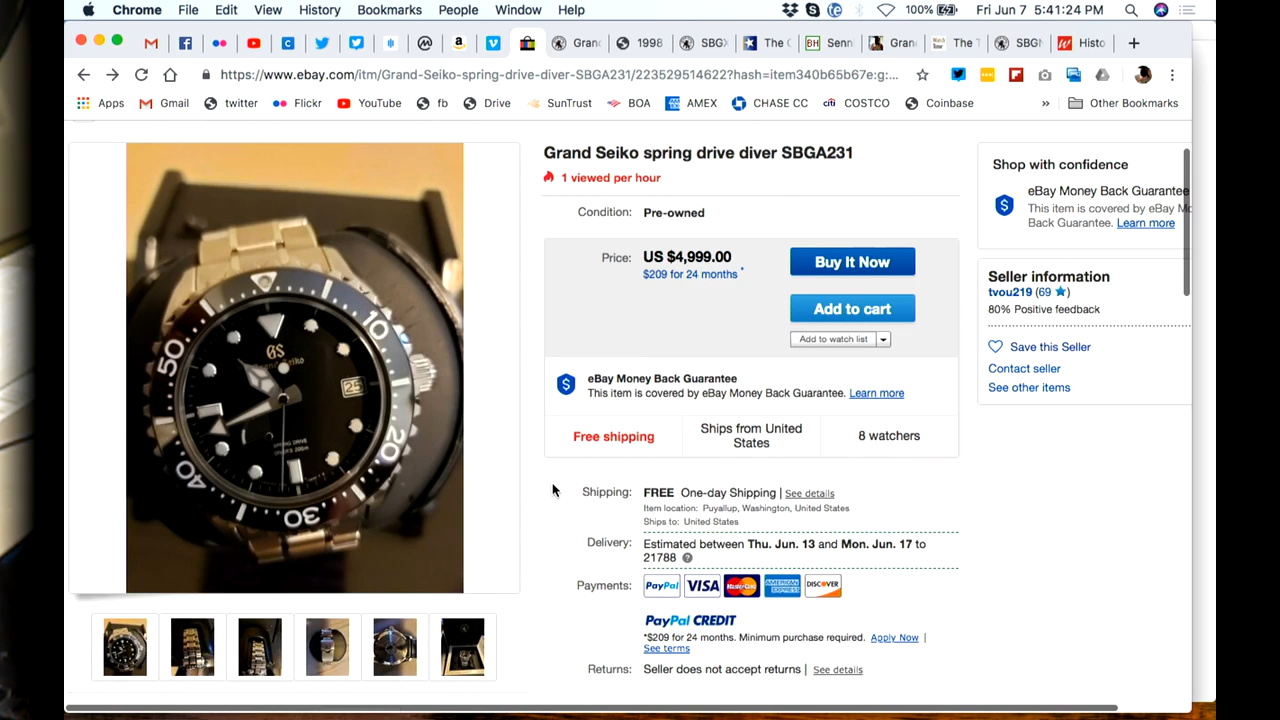 Chrome File Edit View History Bookmarks People Window Help 100% Fri Jun 7 5:41:24 PM
Gran 1998 SBGX The C Senn Gran The T SBGN Histo
https://www.ebay.com/itm/Grand-Seiko-spring-drive-diver-SBGA231/223529514622?hash=item340b65b67e:g:...
Apps Gmail twitter Flickr YouTube fb Drive SunTrust BOA AMEX CHASE CC COSTCO Coinbase » Other Bookmarks
Grand Seiko spring drive diver SBGA231
1 viewed per hour
Condition: Pre-owned
Price: US $4,999.00
$209 for 24 months *
Buy It Now
Add to cart
Add to watch list
eBay Money Back Guarantee
This item is covered by eBay Money Back Guarantee. Learn more
Free shipping
Ships from United States
8 watchers
Shipping: FREE One-day Shipping | See details
Item location: Puyallup, Washington, United States
Ships to: United States
Delivery: Estimated between Thu. Jun. 13 and Mon. Jun. 17 to
21788
Payments: PayPal VISA MasterCard AMERICAN EXPRESS DISCOVER
PayPal CREDIT
*$209 for 24 months. Minimum purchase required. Apply Now |
See terms
Returns: Seller does not accept returns | See details
Shop with confidence
eBay Money Back Guarantee
This item is covered by eBay Mo
Back Guarantee. Learn more
Seller information
tvou219 (69)
80% Positive feedback
Save this Seller
Contact seller
See other items
10
20
30
40
50
25
GS
Grand Seiko
SPRING DRIVE